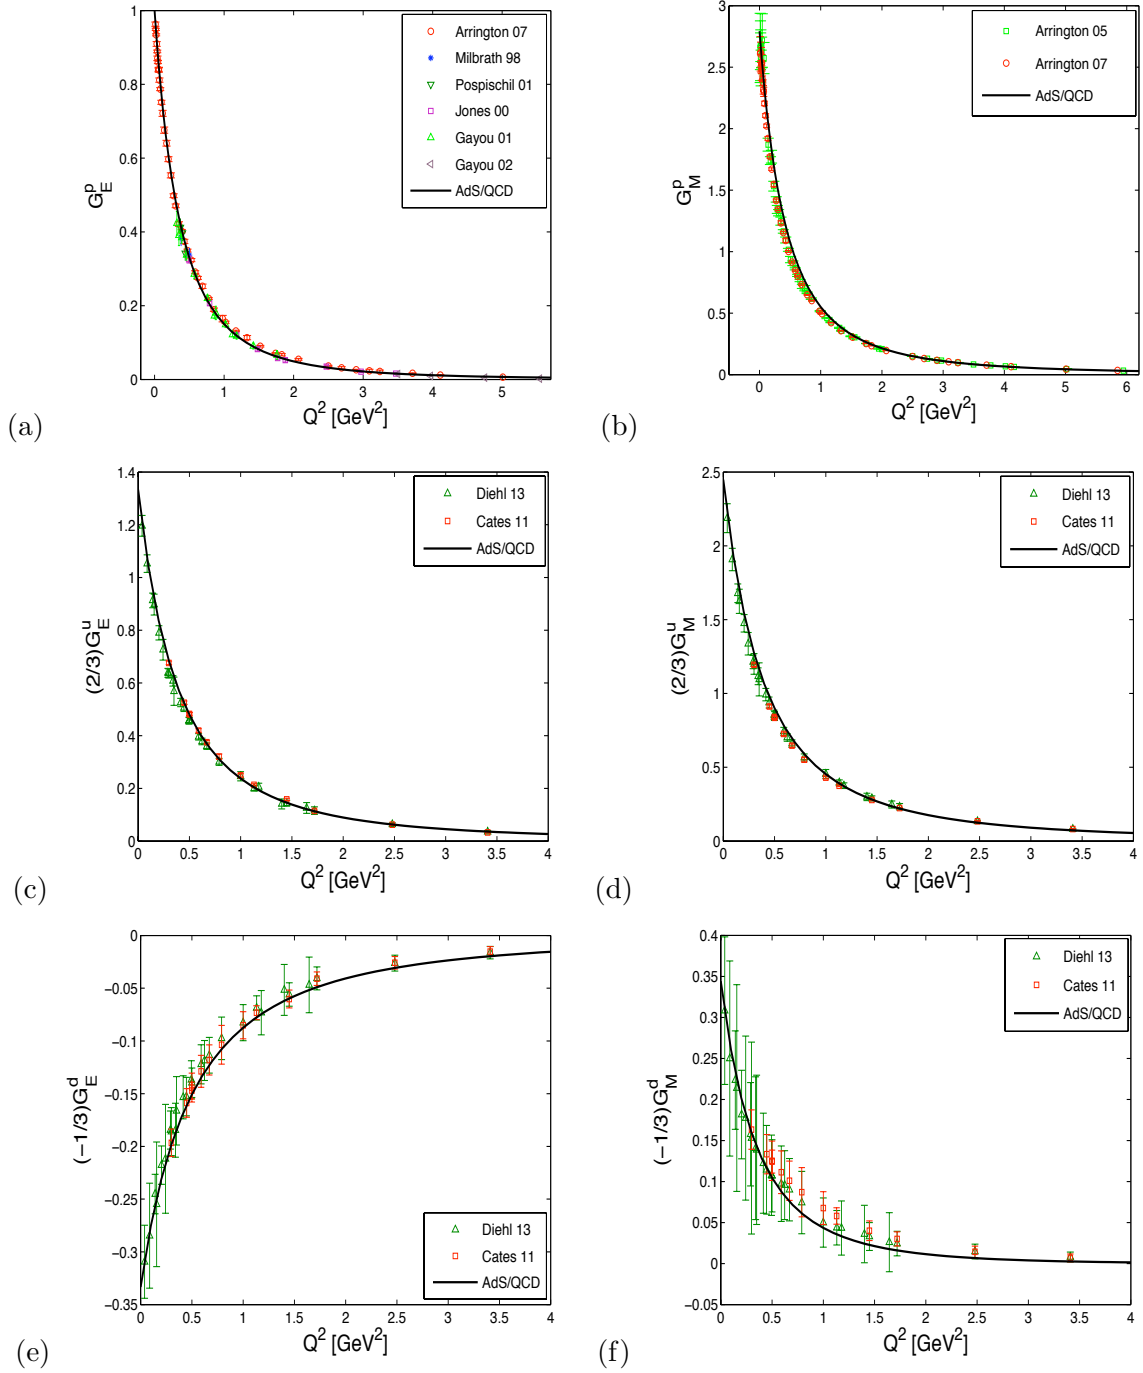 1
0.8
0.6
0.4
0.2
0
0 1 2 3 4 5
G_E^p
Q^2 [GeV^2]
Arrington 07
Milbrath 98
Pospischil 01
Jones 00
Gayou 01
Gayou 02
AdS/QCD
(a)
3
2.5
2
1.5
1
0.5
0
0 1 2 3 4 5 6
G_M^p
Q^2 [GeV^2]
Arrington 05
Arrington 07
AdS/QCD
(b)
1.4
1.2
1
0.8
0.6
0.4
0.2
0
0 0.5 1 1.5 2 2.5 3 3.5 4
(2/3)G_E^u
Q^2 [GeV^2]
Diehl 13
Cates 11
AdS/QCD
(c)
2.5
2
1.5
1
0.5
0
0 0.5 1 1.5 2 2.5 3 3.5 4
(2/3)G_M^u
Q^2 [GeV^2]
Diehl 13
Cates 11
AdS/QCD
(d)
0
−0.05
−0.1
−0.15
−0.2
−0.25
−0.3
−0.35
0 0.5 1 1.5 2 2.5 3 3.5 4
(−1/3)G_E^d
Q^2 [GeV^2]
Diehl 13
Cates 11
AdS/QCD
(e)
0.4
0.35
0.3
0.25
0.2
0.15
0.1
0.05
0
−0.05
0 0.5 1 1.5 2 2.5 3 3.5 4
(−1/3)G_M^d
Q^2 [GeV^2]
Diehl 13
Cates 11
AdS/QCD
(f)